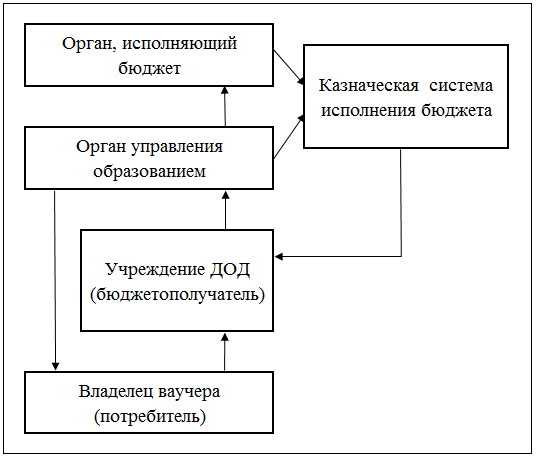 Орган, исполняющий
бюджет
Казначеская система
исполнения бюджета
Орган управления
образованием
Учреждение ДОД
(бюджетополучатель)
Владелец ваучера
(потребитель)